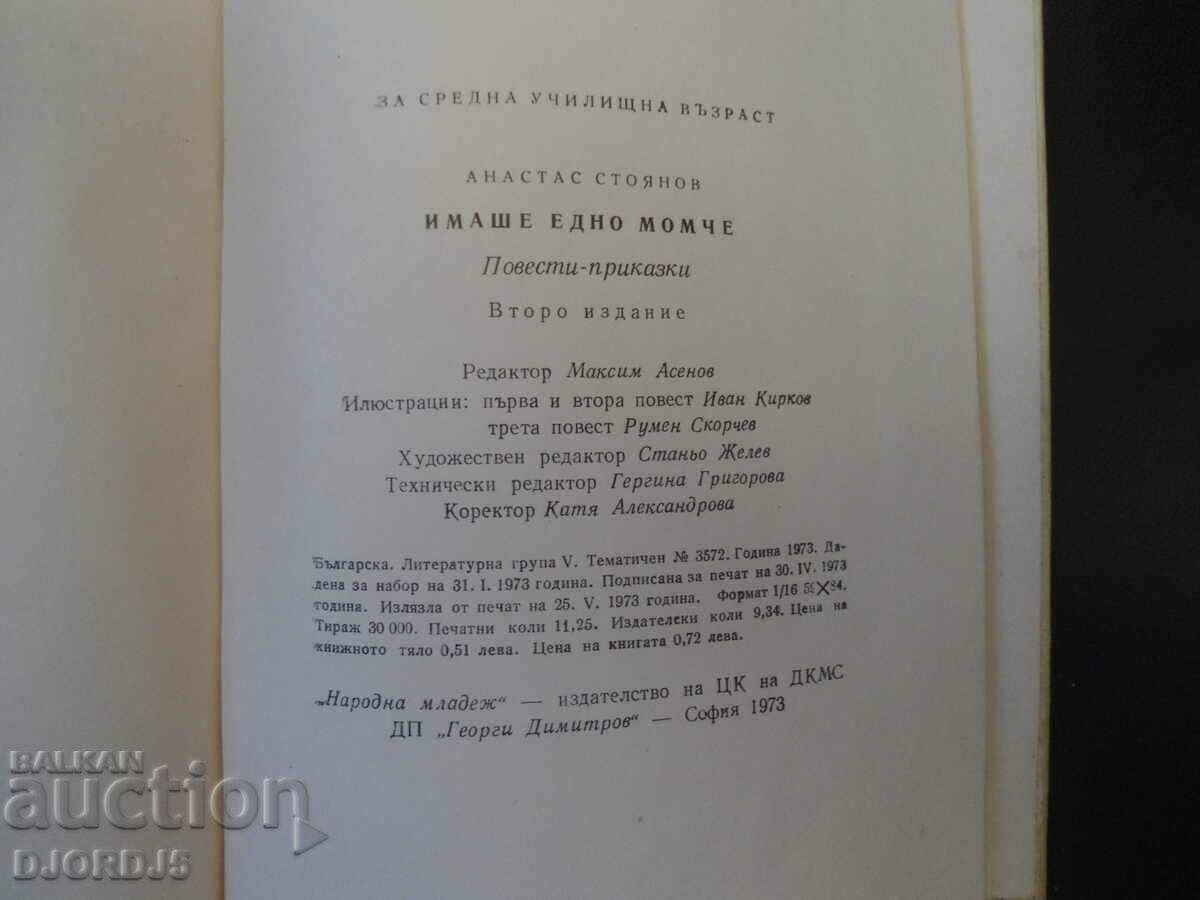 ЗА СРЕДНА УЧИЛИЩНА ВЪЗРАСТ
АНАСТАС СТОЯНОВ
ИМАШЕ ЕДНО МОМЧЕ
Повести-приказки
Второ издание
Редактор Максим Асенов
Илюстрации: първа и втора повест Иван Кирков
трета повест Румен Скорчев
Художествен редактор Станьо Желев
Технически редактор Гергина Григорова
Коректор Катя Александрова
Българска. Литературна група V. Тематичен № 3572. Година 1973. Да-
дена за набор на 31. I. 1973 година. Подписана за печат на 30. IV. 1973
година. Излязла от печат на 25. V. 1973 година. Формат 1/16
Тираж 30 000. Печатни коли 11,25. Издателски коли 9,34. Цена на
книжното тяло 0,51 лева. Цена на книгата 0,72 лева.
„Народна младеж“ — издателство на ЦК на ДКМС
ДП „Георги Димитров“ — София 1973
BALKAN
auction
DJORDJ5